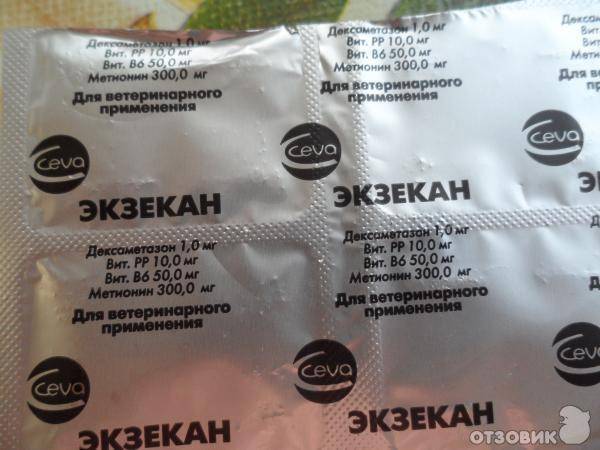 Дексаметазон 1,0 мг
Вит. РР 10,0 мг
Вит. В6 50,0 мг
Метионин 300,0 мг
Для ветеринарного
применения
ceva
ЭКЗЕКАН
Дексаметазон 1,0 мг
Вит. РР 10,0 мг
Вит. В6 50,0 мг
Метионин 300,0 мг
Для ветеринарного
применения
ceva
ЭКЗЕКАН
ceva
Дексаметазон 1,0 мг
Вит. РР 10,0 мг
Вит. В6 50,0 мг
Метионин 300,0 мг
Для ветеринарного
применения
ceva
ЭКЗЕКАН
Дексаметазон 1,0 мг
Вит. РР 10,0 мг
Вит. В6 50,0 мг
Метионин 300,0 мг
Для ветеринарного
применения
ceva
ЭКЗЕКАН
ОТЗОВИК